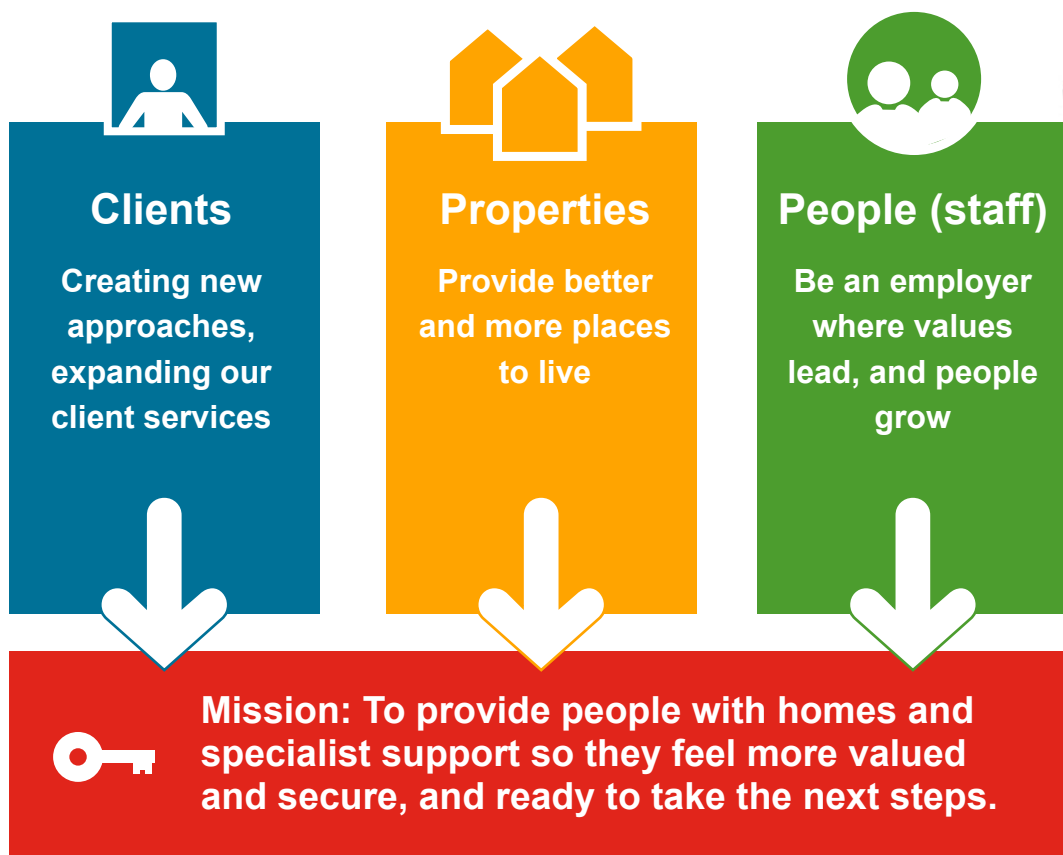 Clients
Creating new
approaches,
expanding our
client services
Properties
Provide better
and more places
to live
People (staff)
Be an employer
where values
lead, and people
grow
Mission: To provide people with homes and
specialist support so they feel more valued
and secure, and ready to take the next steps.